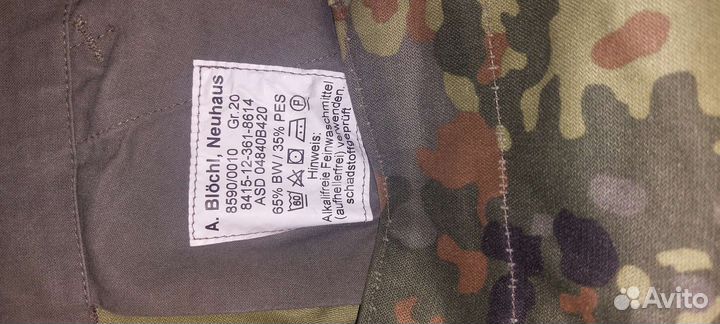 A. Blöchl, Neuhaus
8590/0010 Gr.20
8415-12-361-8614
ASD 04840B420
65% BW / 35% PES
60 P
Hinweis:
Alkalifreie Feinwaschmittel
(aufhellerfrei) verwenden,
schadstoffgeprüft
Avito